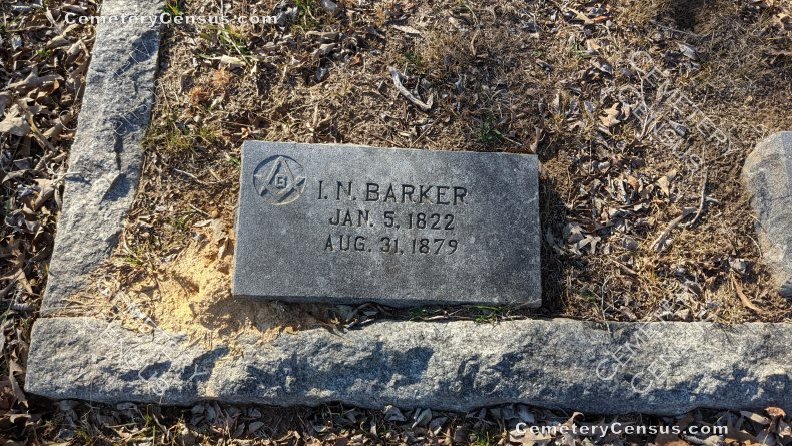 CemeteryCensus.com
G
I. N. BARKER
JAN. 5, 1822
AUG. 31, 1879
CemeteryCensus.com